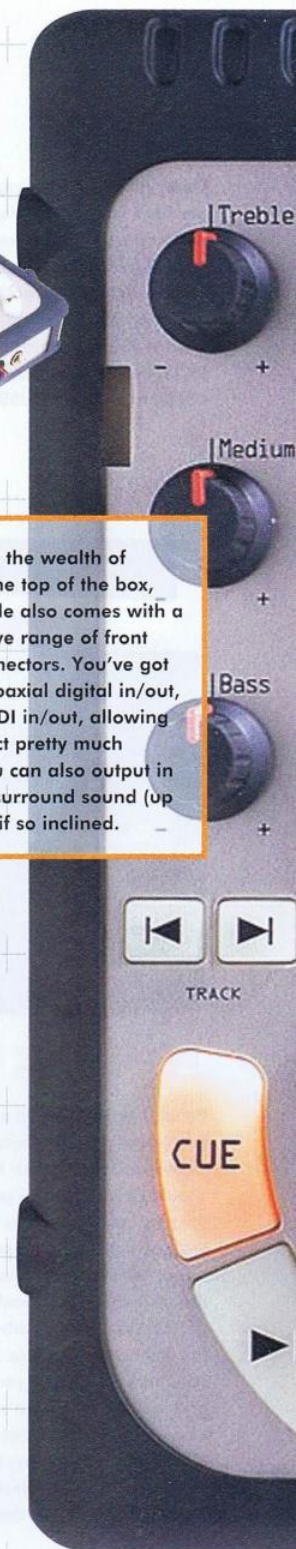 Treble
- +
Medium
the wealth of
e top of the box,
le also comes with a
ve range of front
nectors. You've got
oaxial digital in/out,
DI in/out, allowing
ct pretty much
u can also output in
surround sound (up
if so inclined.
+
Bass
- +
TRACK
CUE